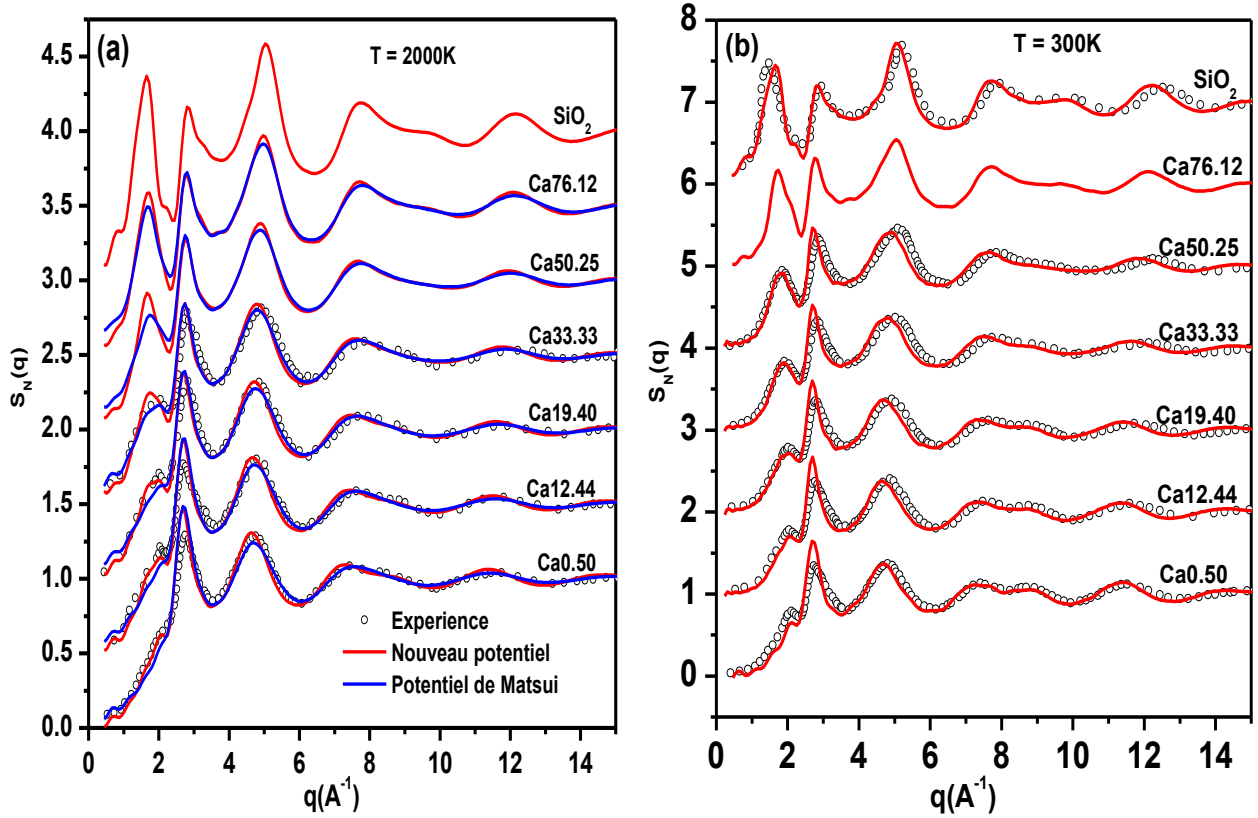 (a)
T = 2000K
SiO2
Ca76.12
Ca50.25
Ca33.33
Ca19.40
Ca12.44
Ca0.50
Experience
Nouveau potentiel
Potentiel de Matsui
4.5
4.0
3.5
3.0
2.5
2.0
1.5
1.0
0.5
0.0
0 2 4 6 8 10 12 14
SN(q)
q(A-1)
(b)
T = 300K
SiO2
Ca76.12
Ca50.25
Ca33.33
Ca19.40
Ca12.44
Ca0.50
8
7
6
5
4
3
2
1
0
0 2 4 6 8 10 12 14
SN(q)
q(A-1)